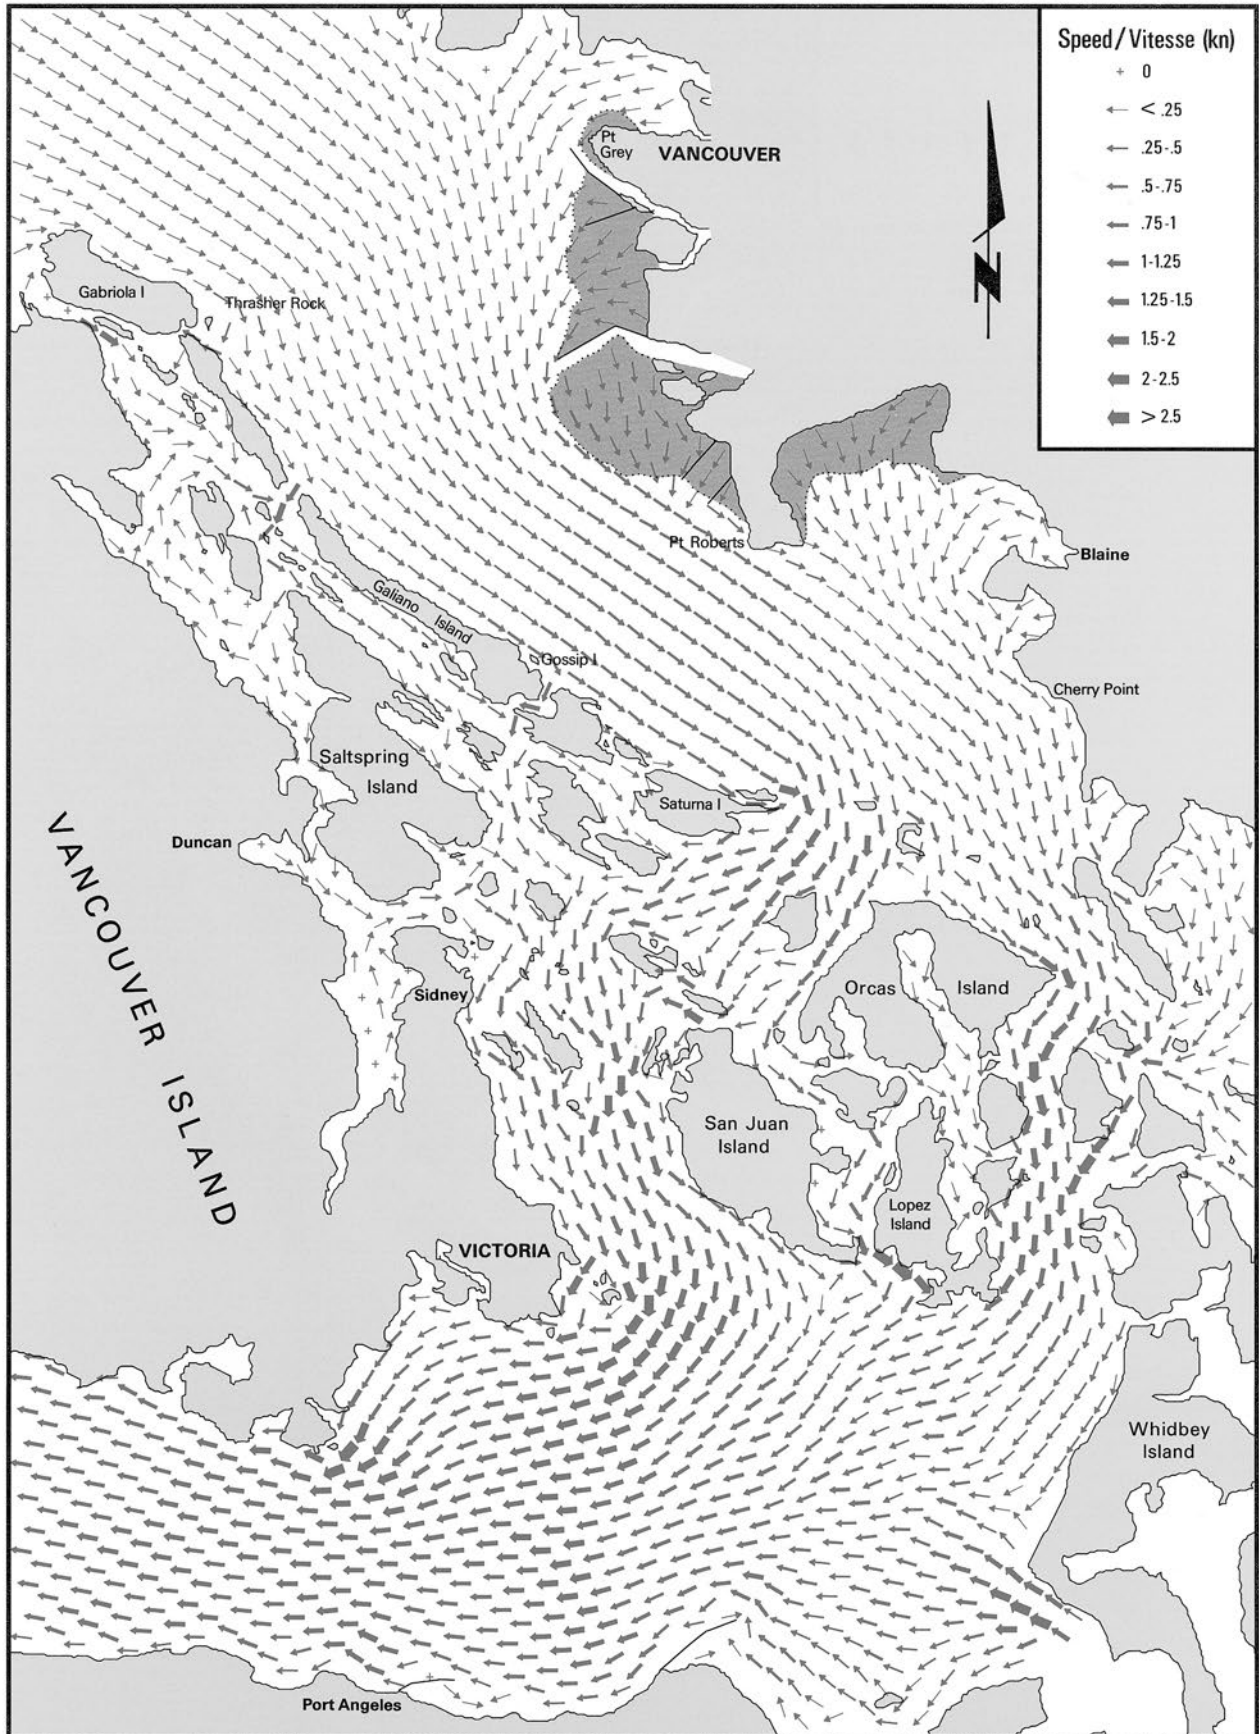 Speed/Vitesse (kn)
0
< .25
.25-.5
.5-.75
.75-1
1-1.25
1.25-1.5
1.5-2
2-2.5
> 2.5
N
Pt
Grey
VANCOUVER
Gabriola I
Thrasher Rock
Pt Roberts
Blaine
Galiano
Island
Gossip I
Cherry Point
Saltspring
Island
Saturna I
Duncan
VANCOUVER ISLAND
Sidney
Orcas Island
San Juan
Island
Lopez
Island
VICTORIA
Whidbey
Island
Port Angeles